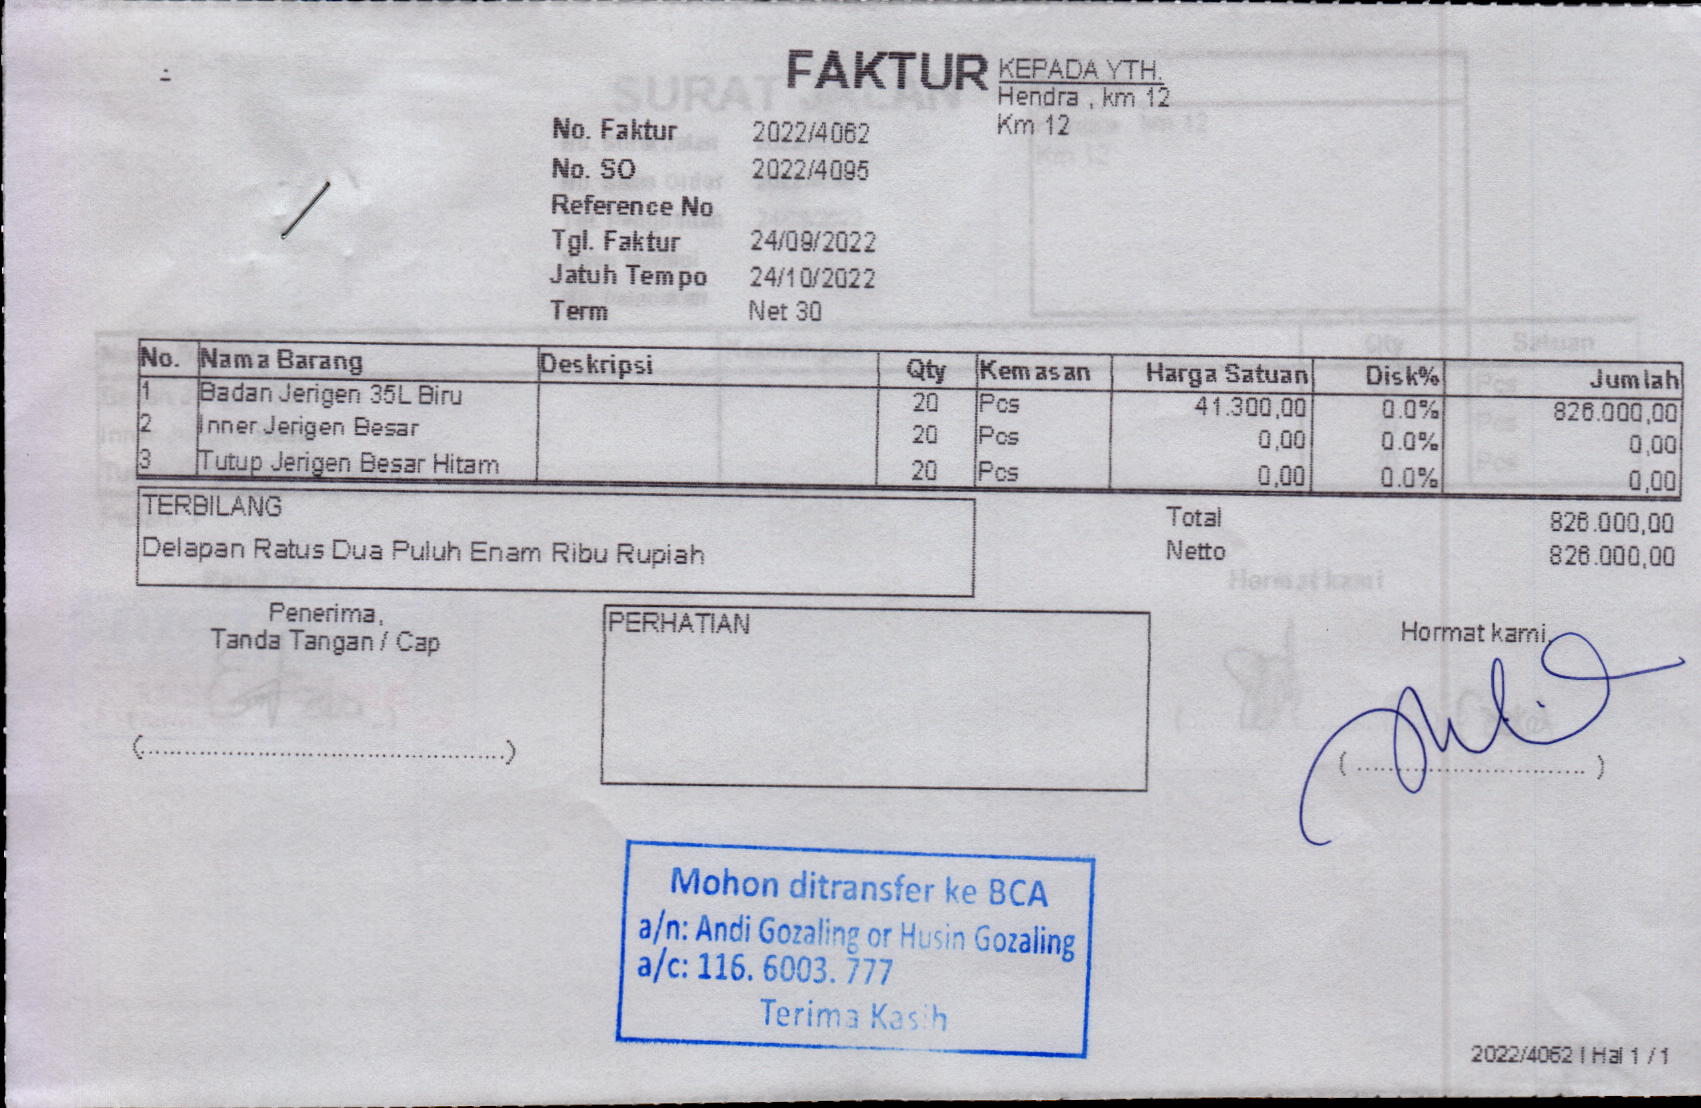 FAKTUR
KEPADA YTH.
Hendra , km 12
Km 12
No. Faktur 2022/4062
No. SO 2022/4095
Reference No
Tgl. Faktur 24/09/2022
Jatuh Tempo 24/10/2022
Term Net 30
No. Nama Barang Deskripsi Qty Kemasan Harga Satuan Disk% Jumlah
1 Badan Jerigen 35L Biru 20 Pcs 41.300,00 0.0% 826.000,00
2 Inner Jerigen Besar 20 Pcs 0,00 0.0% 0,00
3 Tutup Jerigen Besar Hitam 20 Pcs 0,00 0.0% 0,00
TERBILANG
Delapan Ratus Dua Puluh Enam Ribu Rupiah
Total 826.000,00
Netto 826.000,00
Penerima,
Tanda Tangan / Cap
(...............................................)
PERHATIAN
Hormat kami,
( ............................. )
Mohon ditransfer ke BCA
a/n: Andi Gozaling or Husin Gozaling
a/c: 116. 6003. 777
Terima Kasih
2022/4062 | Hal 1 / 1